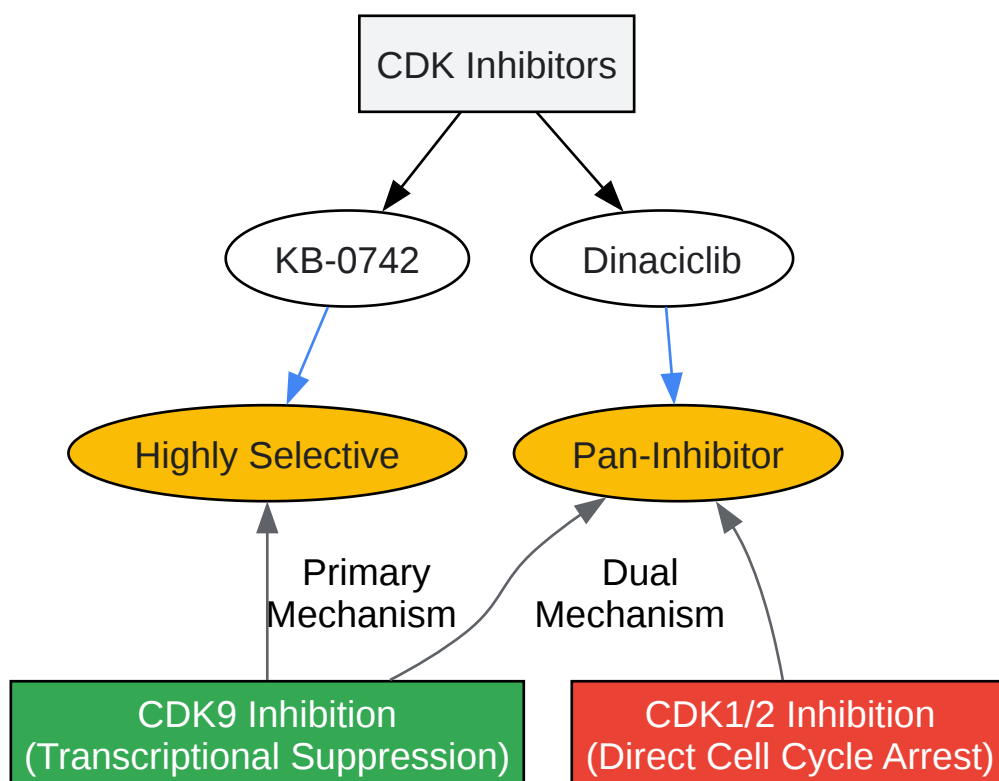 CDK Inhibitors
KB-0742
Dinaciclib
Highly Selective
Pan-Inhibitor
Primary
Mechanism
Dual
Mechanism
CDK9 Inhibition
(Transcriptional Suppression)
CDK1/2 Inhibition
(Direct Cell Cycle Arrest)